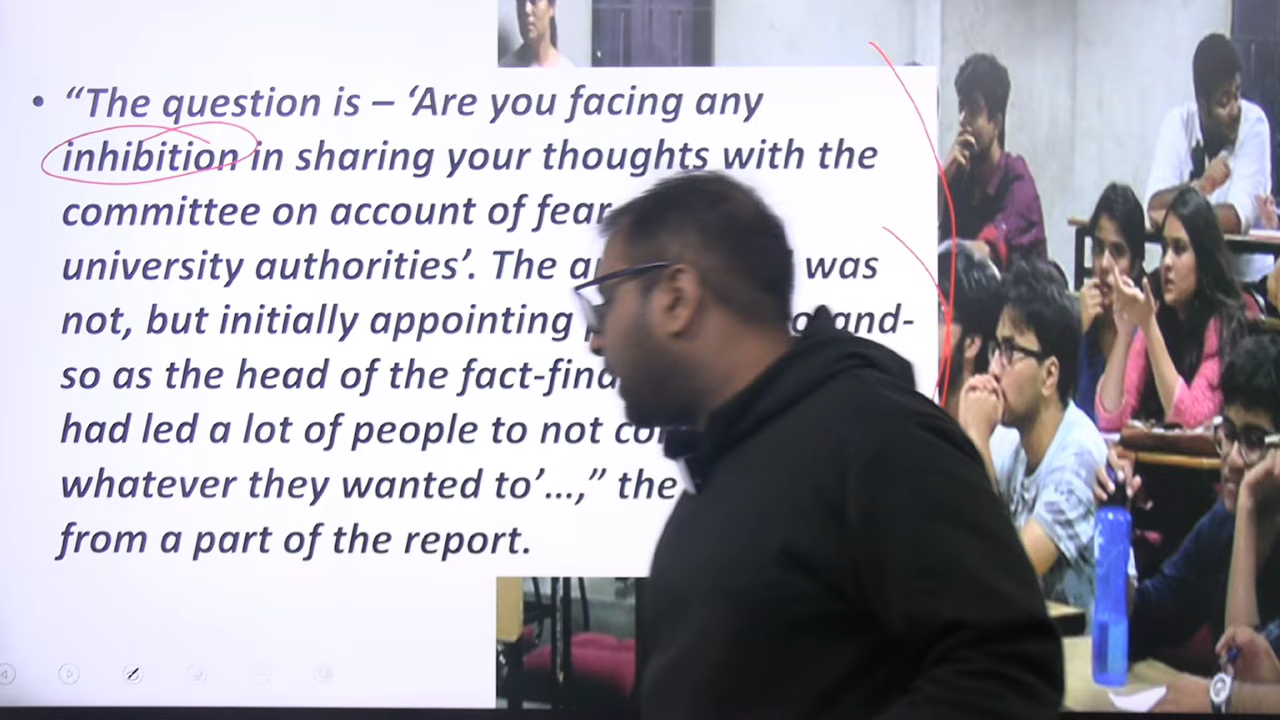 • “The question is – ‘Are you facing any
inhibition in sharing your thoughts with the
committee on account of fear
university authorities’. The was
not, but initially appointing and-
so as the head of the
had led a lot of people to not
whatever they wanted to’...,” the
from a part of the report.